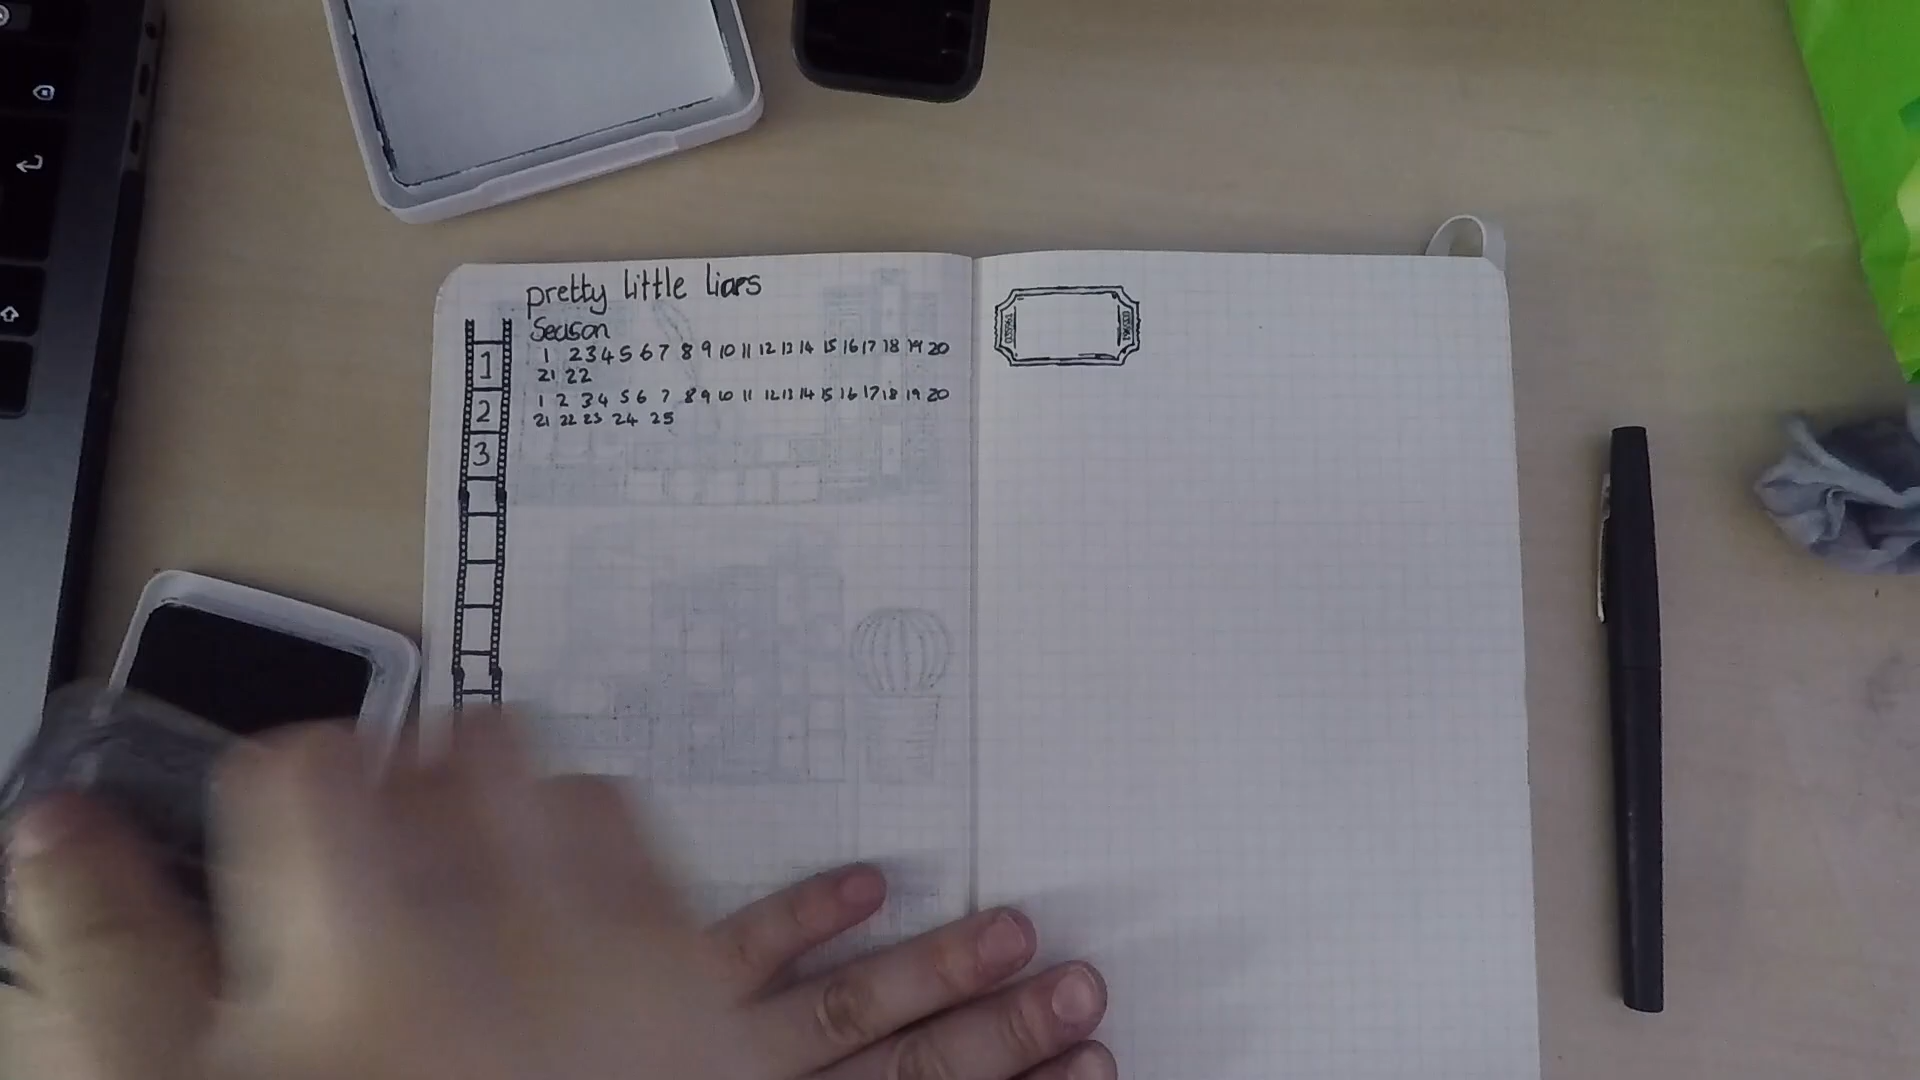 pretty little liars
Season
1 1 2 3 4 5 6 7 8 9 10 11 12 13 14 15 16 17 18 19 20
21 22
2 1 2 3 4 5 6 7 8 9 10 11 12 13 14 15 16 17 18 19 20
21 22 23 24 25
3